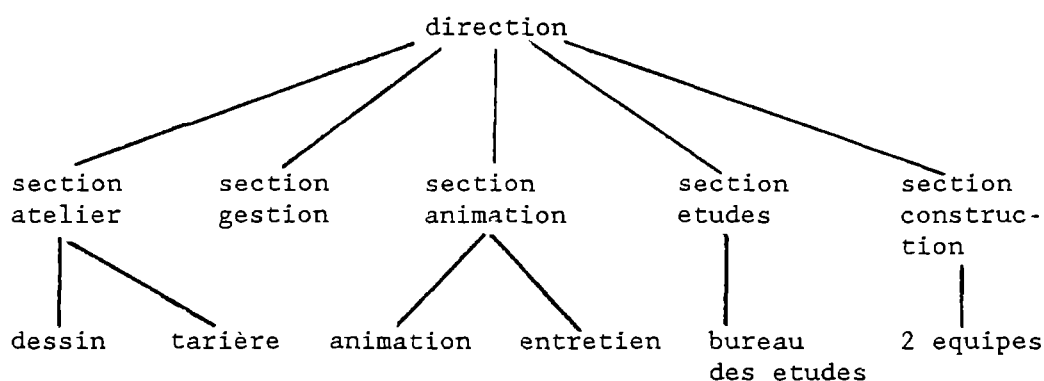 direction
section section section section section
atelier gestion animation etudes construc-
tion
dessin tarière animation entretien bureau 2 equipes
des etudes